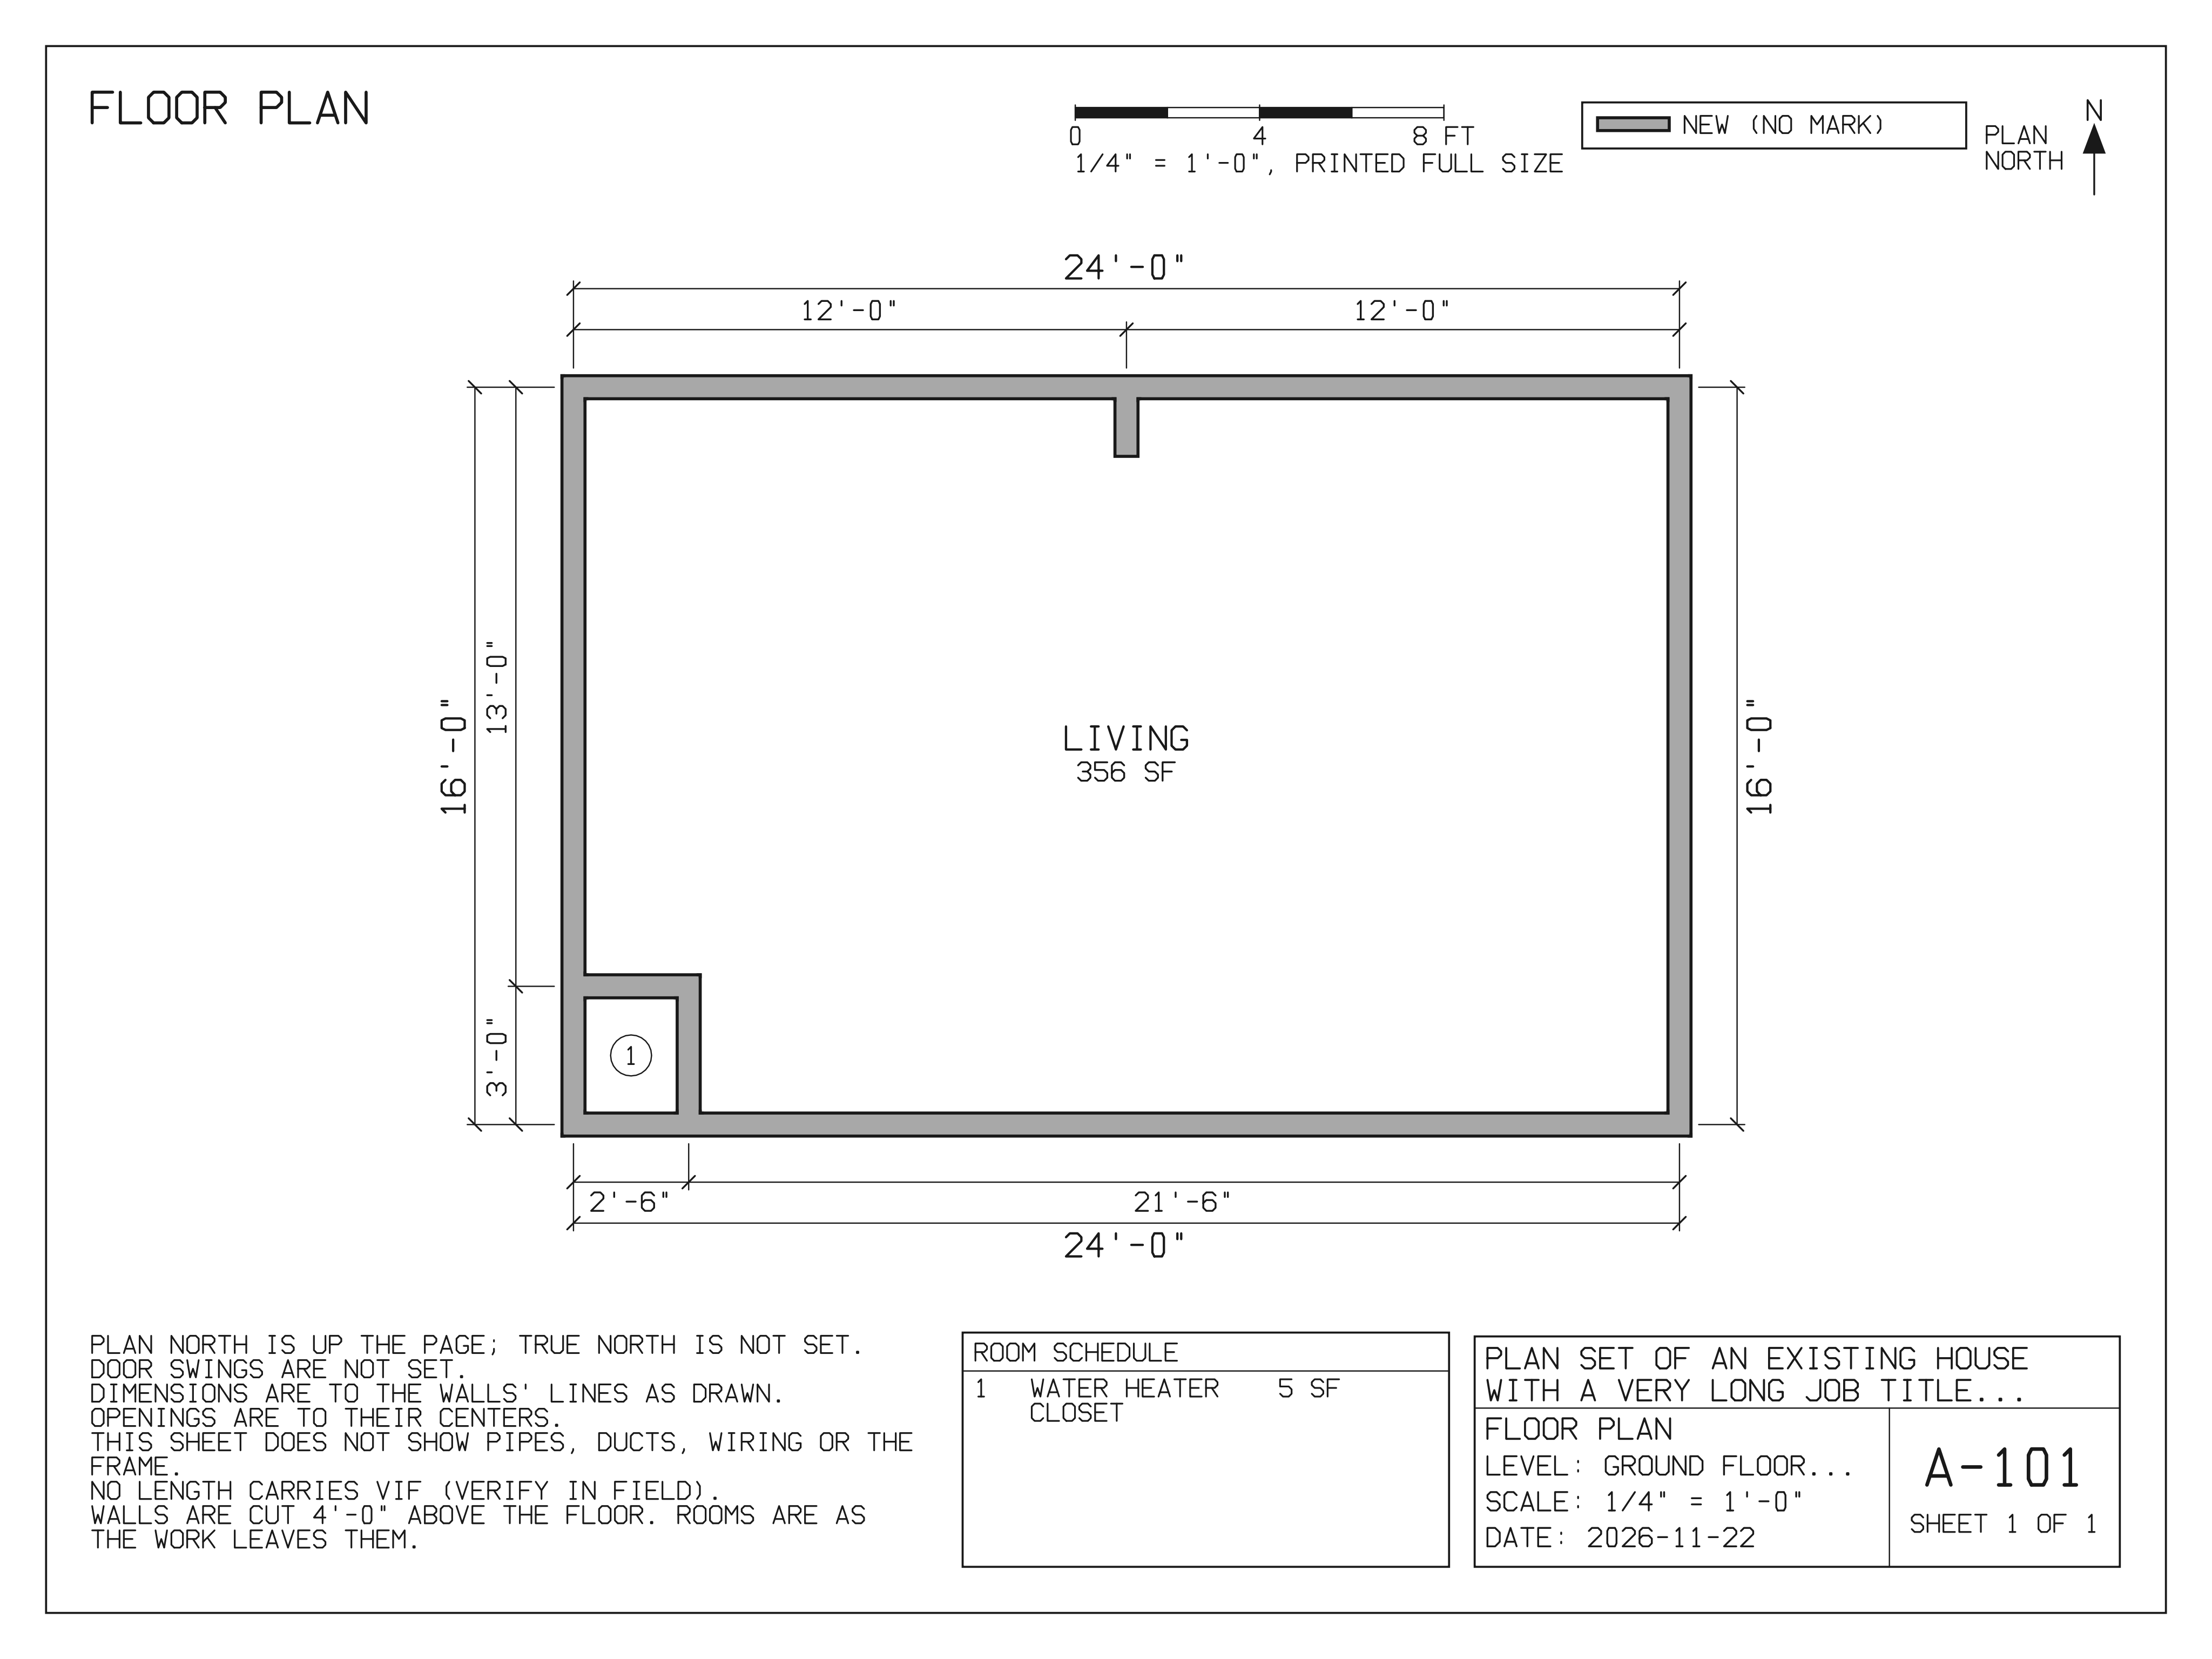 FLOOR PLAN
0 4 8 FT
1/4" = 1'-0", PRINTED FULL SIZE
NEW (NO MARK)
PLAN
NORTH
N
24'-0"
12'-0" 12'-0"
16'-0"
13'-0"
3'-0"
LIVING
356 SF
16'-0"
1
2'-6" 21'-6"
24'-0"
PLAN NORTH IS UP THE PAGE; TRUE NORTH IS NOT SET.
DOOR SWINGS ARE NOT SET.
DIMENSIONS ARE TO THE WALLS' LINES AS DRAWN.
OPENINGS ARE TO THEIR CENTERS.
THIS SHEET DOES NOT SHOW PIPES, DUCTS, WIRING OR THE
FRAME.
NO LENGTH CARRIES VIF (VERIFY IN FIELD).
WALLS ARE CUT 4'-0" ABOVE THE FLOOR. ROOMS ARE AS
THE WORK LEAVES THEM.
ROOM SCHEDULE
1 WATER HEATER 5 SF
CLOSET
PLAN SET OF AN EXISTING HOUSE
WITH A VERY LONG JOB TITLE...
FLOOR PLAN
LEVEL: GROUND FLOOR...
SCALE: 1/4" = 1'-0"
DATE: 2026-11-22
A-101
SHEET 1 OF 1